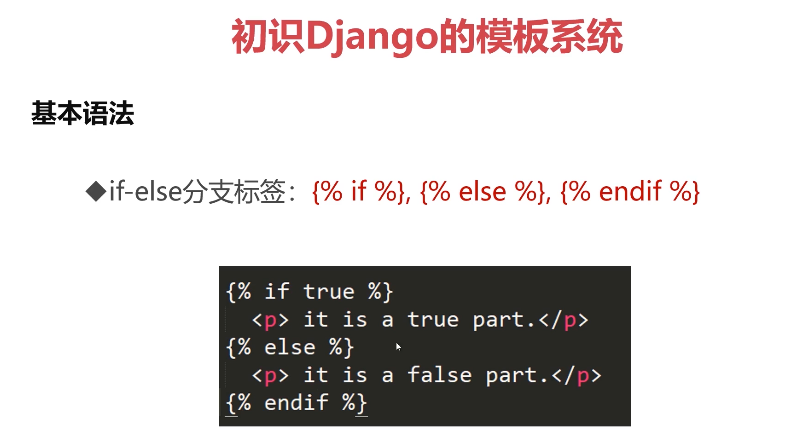 初识Django的模板系统
基本语法
◆if-else分支标签：{% if %}, {% else %}, {% endif %}
{% if true %}
<p> it is a true part.</p>
{% else %}
<p> it is a false part.</p>
{% endif %}